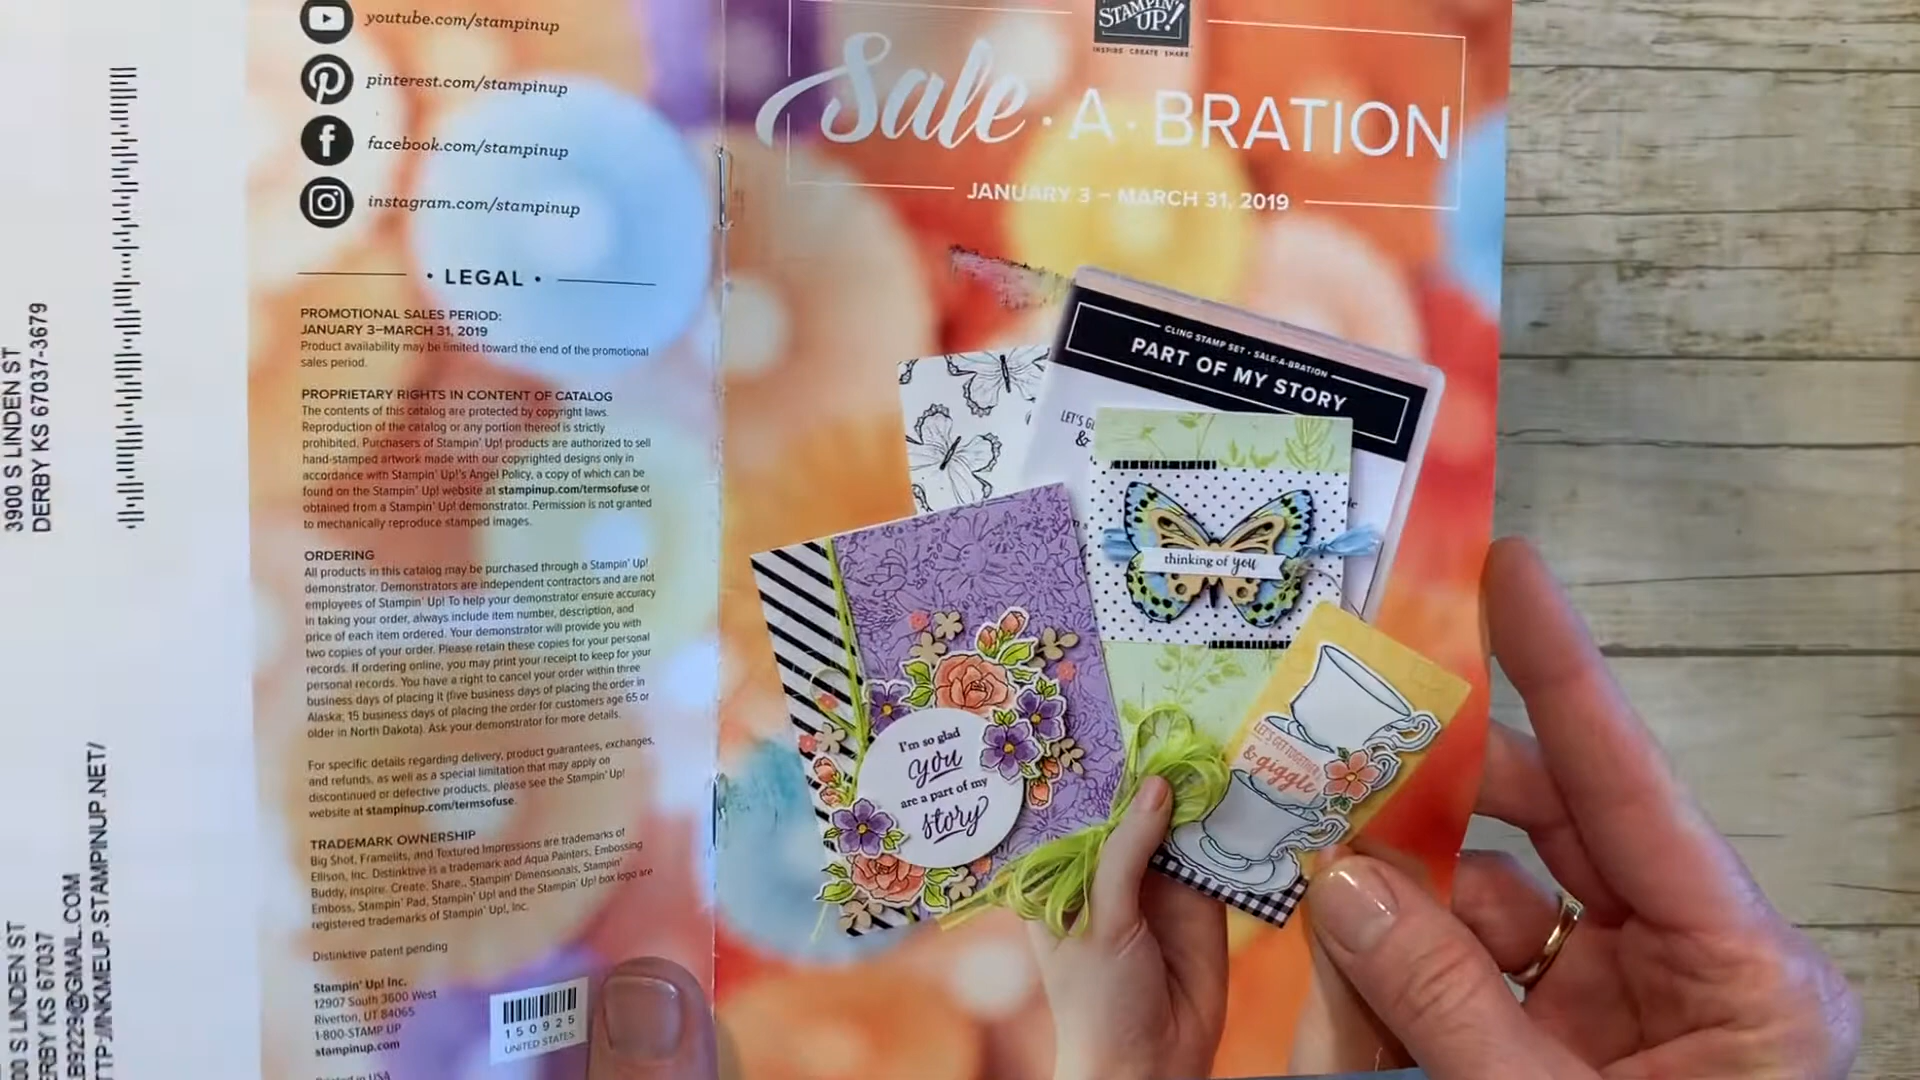 3900 S LINDEN ST
DERBY KS 67037-3679
S LINDEN ST
KS 67037
youtube.com/stampinup
pinterest.com/stampinup
facebook.com/stampinup
instagram.com/stampinup
• LEGAL •
PROMOTIONAL SALES PERIOD:
JANUARY 3–MARCH 31, 2019
Product availability may be limited toward the end of the promotional
sales period.
PROPRIETARY RIGHTS IN CONTENT OF CATALOG
The contents of this catalog are protected by copyright laws.
Reproduction of the catalog or any portion thereof is strictly
prohibited. Purchasers of Stampin' Up! products are authorized to sell
hand-stamped artwork made with our copyrighted designs only in
accordance with Stampin' Up!'s Angel Policy, a copy of which can be
found on the Stampin' Up! website at stampinup.com/termsofuse or
obtained from a Stampin' Up! demonstrator. Permission is not granted
to mechanically reproduce stamped images.
ORDERING
All products in this catalog may be purchased through a Stampin' Up!
demonstrator. Demonstrators are independent contractors and are not
employees of Stampin' Up! To help your demonstrator ensure accuracy
in taking your order, always include item number, description, and
price of each item ordered. Your demonstrator will provide you with
two copies of your order. Please retain these copies for your personal
records. If ordering online, you may print your receipt to keep for your
personal records. You have a right to cancel your order within three
business days of placing it (five business days of placing the order in
Alaska; 15 business days of placing the order for customers age 65 or
older in North Dakota). Ask your demonstrator for more details.
For specific details regarding delivery, product guarantees, exchanges,
and refunds, as well as a special limitation that may apply on
discontinued or defective products, please see the Stampin' Up!
website at stampinup.com/termsofuse.
TRADEMARK OWNERSHIP
Big Shot, Framelits, and Textured Impressions are trademarks of
Ellison, Inc. Distinktive is a trademark and Aqua Painters, Embossing
Buddy, Inspire. Create. Share., Stampin' Dimensionals, Stampin'
Emboss, Stampin' Pad, Stampin' Up! and the Stampin' Up! box logo are
registered trademarks of Stampin' Up!, Inc.
Distinktive patent pending
Stampin' Up! Inc.
12907 South 3600 West
Riverton, UT 84065
1-800-STAMP UP
stampinup.com
Printed in USA
150925
UNITED STATES
STAMPIN' UP!
INSPIRE · CREATE · SHARE
Sale·A·BRATION
JANUARY 3 – MARCH 31, 2019
CLING STAMP SET • SALE-A-BRATION
PART OF MY STORY
LET'S
&
thinking of you
I'm so glad
you
are a part of my
story
LET'S GET TOGETHER
& giggle